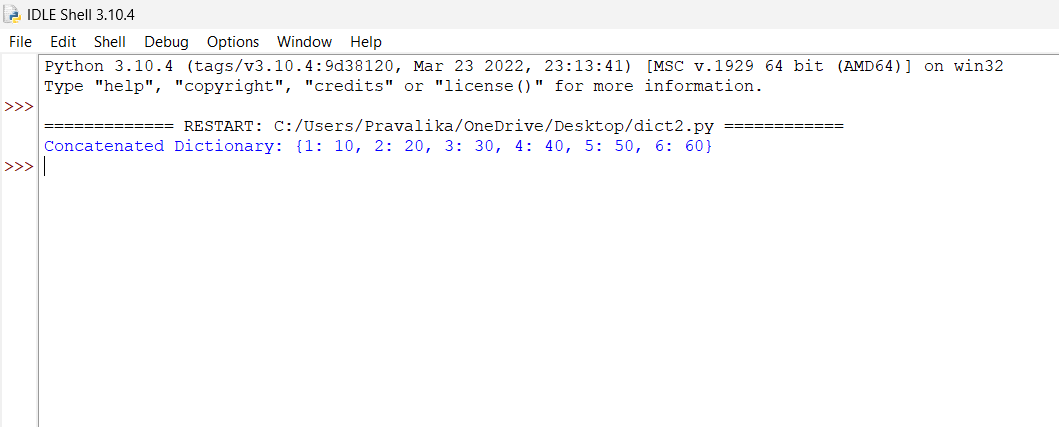 IDLE Shell 3.10.4
File Edit Shell Debug Options Window Help
Python 3.10.4 (tags/v3.10.4:9d38120, Mar 23 2022, 23:13:41) [MSC v.1929 64 bit (AMD64)] on win32
Type "help", "copyright", "credits" or "license()" for more information.
>>>
============= RESTART: C:/Users/Pravalika/OneDrive/Desktop/dict2.py ============
Concatenated Dictionary: {1: 10, 2: 20, 3: 30, 4: 40, 5: 50, 6: 60}
>>>